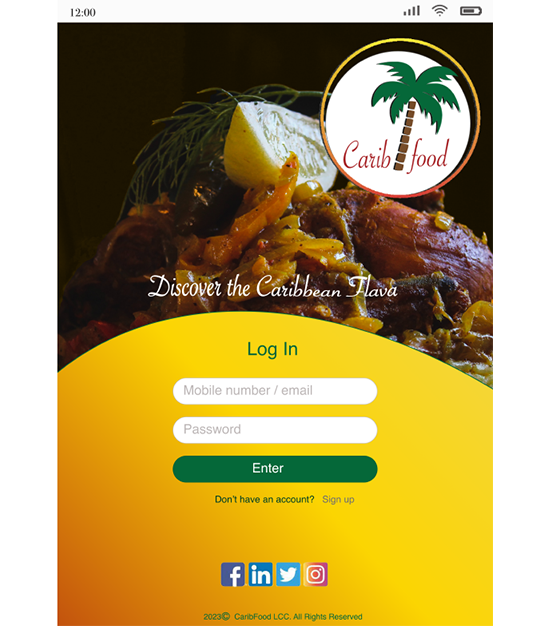 12:00
Carib food
Discover the Caribbean Flava
Log In
Mobile number / email
Password
Enter
Don't have an account? Sign up
2023© CaribFood LCC. All Rights Reserved